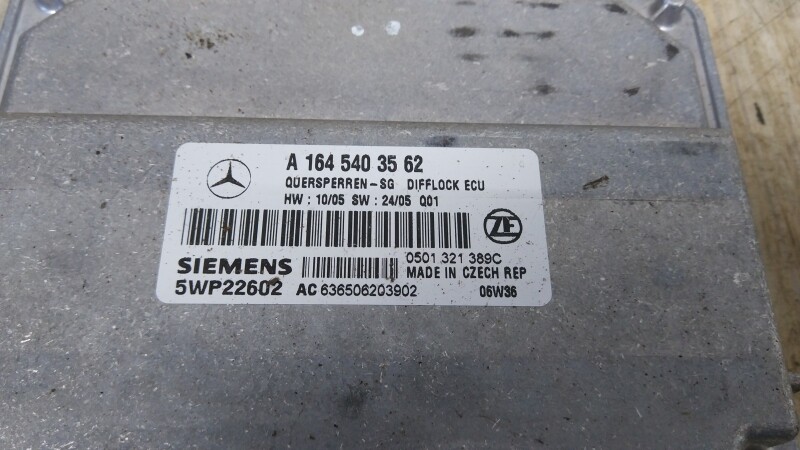 A 164 540 35 62
QUERSPERREN-SG DIFFLOCK ECU
HW : 10/05 SW : 24/05 Q01
ZF
0501 321 389C
SIEMENS MADE IN CZECH REP
5WP22602 AC 636506203902 06W36